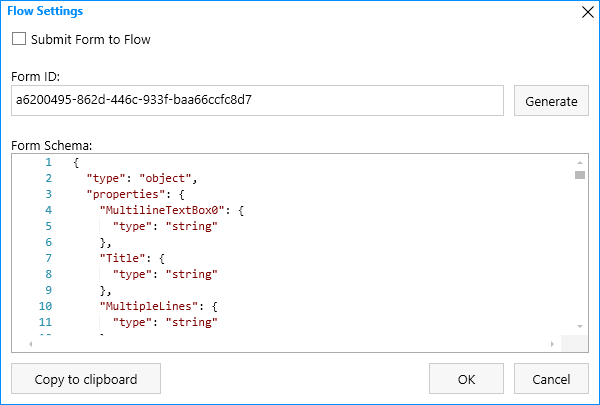 Flow Settings
Submit Form to Flow
Form ID:
a6200495-862d-446c-933f-baa66ccfc8d7
Generate
Form Schema:
1 {
2 "type": "object",
3 "properties": {
4 "MultilineTextBox0": {
5 "type": "string"
6 },
7 "Title": {
8 "type": "string"
9 },
10 "MultipleLines": {
11 "type": "string"
Copy to clipboard
OK
Cancel